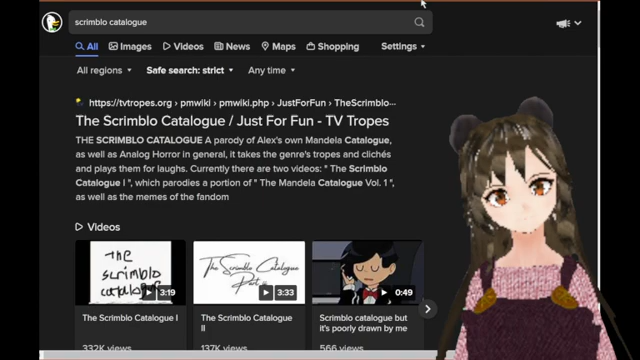 scrimblo catalogue
All Images Videos News Maps Shopping Settings
All regions Safe search: strict Any time
https://tvtropes.org › pmwiki › pmwiki.php › JustForFun › TheScrimblo...
The Scrimblo Catalogue / Just For Fun - TV Tropes
THE SCRIMBLO CATALOGUE A parody of Alex's own Mandela Catalogue,
as well as Analog Horror in general, it takes the genre's tropes and clichés
and plays them for laughs. Currently there are two videos: " The Scrimblo
Catalogue I ", which parodies a portion of " The Mandela Catalogue Vol. 1 ",
as well as the memes of the fandom
Videos
The
scrimblo
catalogue
3:19
The Scrimblo Catalogue
Part II
3:33
0:49
The Scrimblo Catalogue I
The Scrimblo Catalogue
II
Scrimblo catalogue but
it's poorly drawn by me
332K views
137K views
566 views